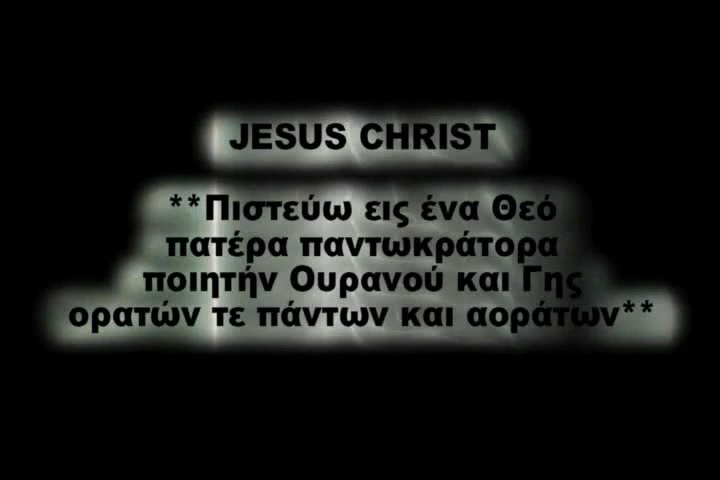 JESUS CHRIST
**Πιστεύω εις ένα Θεό
πατέρα παντωκράτορα
ποιητήν Ουρανού και Γης
ορατών τε πάντων και αοράτων**